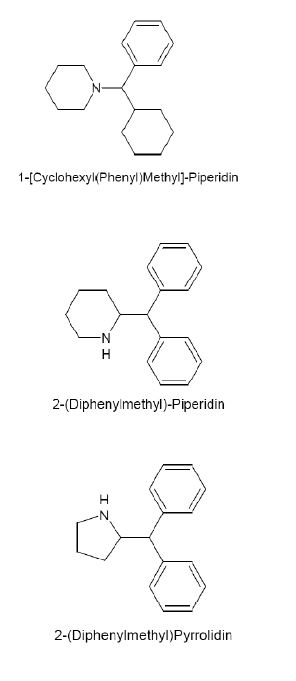 N
1-[Cyclohexyl(Phenyl)Methyl]-Piperidin
N
H
2-(Diphenylmethyl)-Piperidin
H
N
2-(Diphenylmethyl)Pyrrolidin